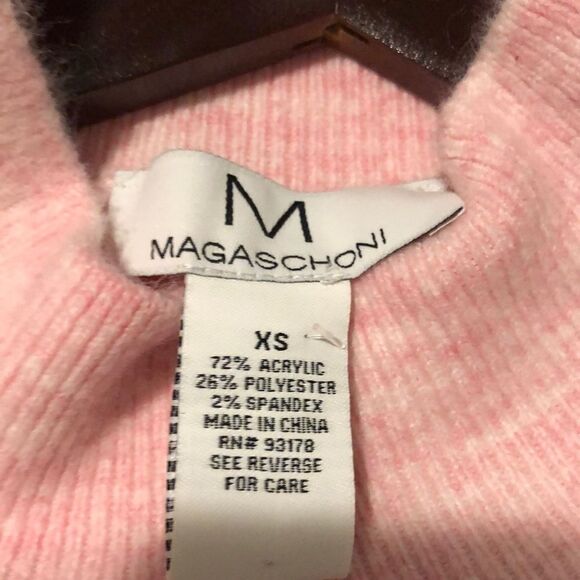 M
MAGASCHONI
XS
72% ACRYLIC
26% POLYESTER
2% SPANDEX
MADE IN CHINA
RN# 93178
SEE REVERSE
FOR CARE